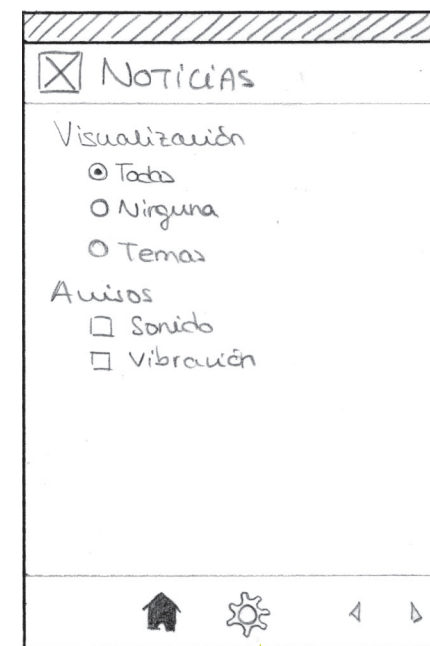 NOTICIAS
Visualización
Todas
Ninguna
Temas
Avisos
Sonido
Vibración